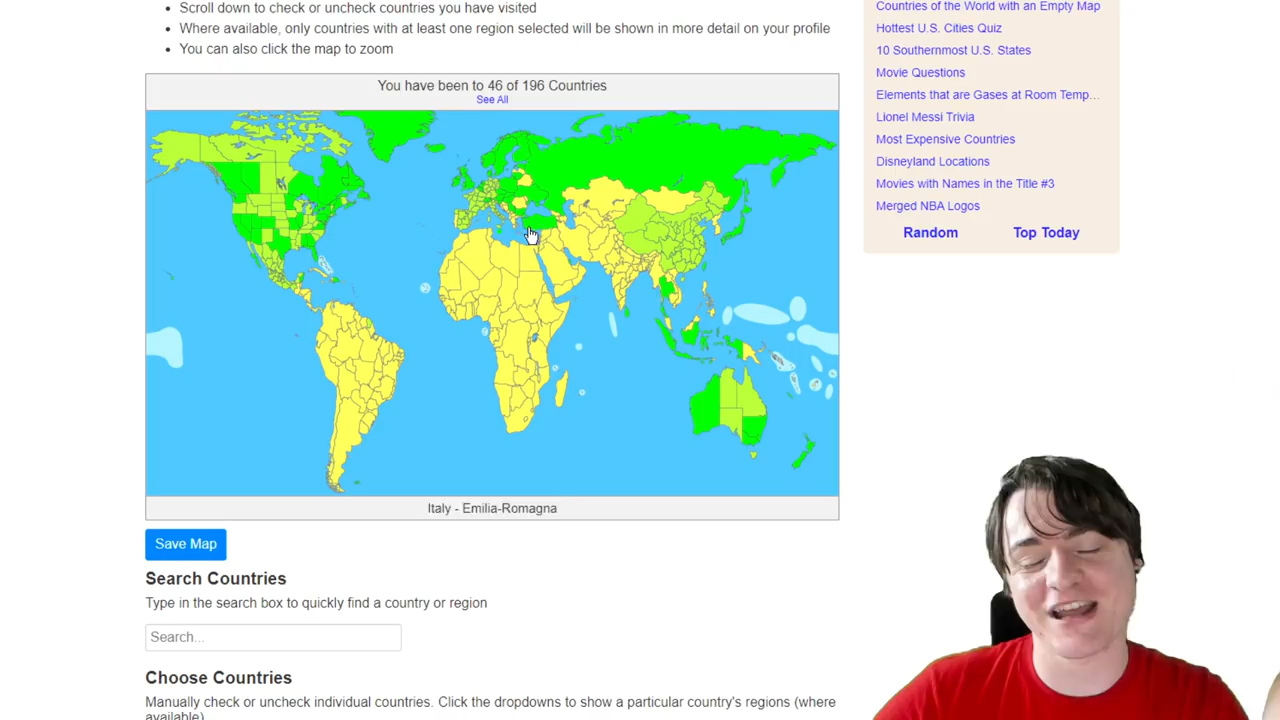 Scroll down to check or uncheck countries you have visited
Where available, only countries with at least one region selected will be shown in more detail on your profile
You can also click the map to zoom
You have been to 46 of 196 Countries
See All
Italy - Emilia-Romagna
Save Map
Search Countries
Type in the search box to quickly find a country or region
Search...
Choose Countries
Manually check or uncheck individual countries. Click the dropdowns to show a particular country's regions (where
available)
Countries of the World with an Empty Map
Hottest U.S. Cities Quiz
10 Southernmost U.S. States
Movie Questions
Elements that are Gases at Room Temp...
Lionel Messi Trivia
Most Expensive Countries
Disneyland Locations
Movies with Names in the Title #3
Merged NBA Logos
Random
Top Today